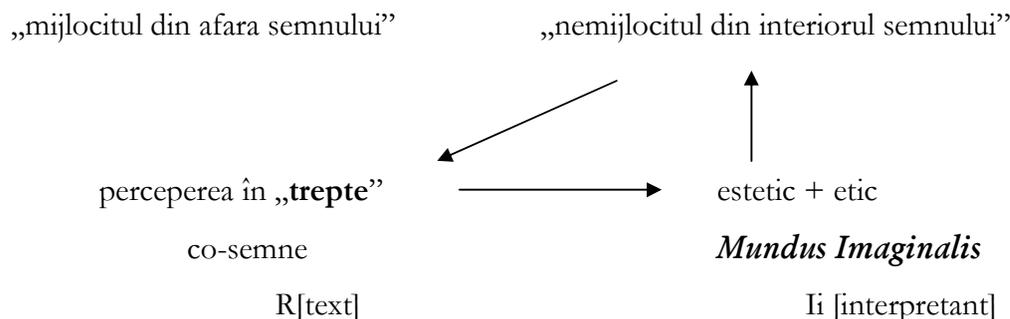 „mijlocitul din afara semnului” „nemijlocitul din interiorul semnului”
perceperea în „trepte” estetic + etic
co-semne Mundus Imaginalis
R[text] Ii [interpretant]